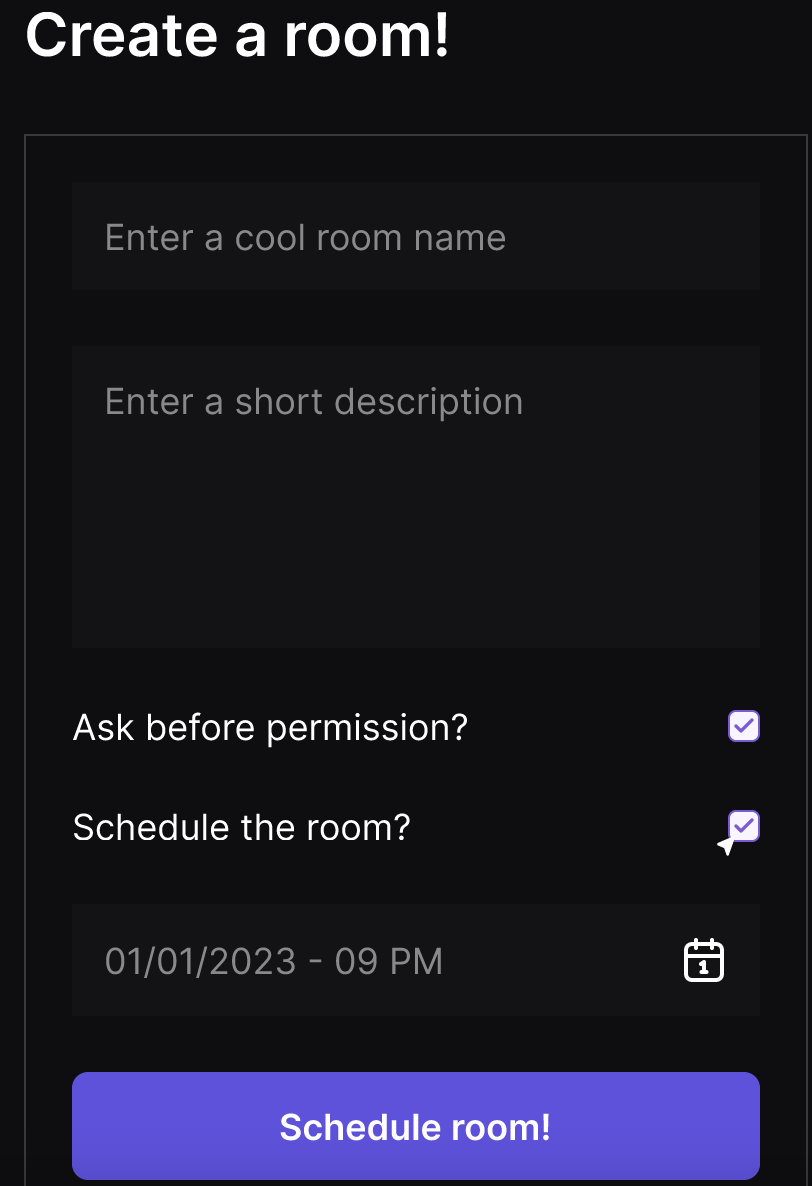 Create a room!
Enter a cool room name
Enter a short description
Ask before permission?
Schedule the room?
01/01/2023 - 09 PM
1
Schedule room!